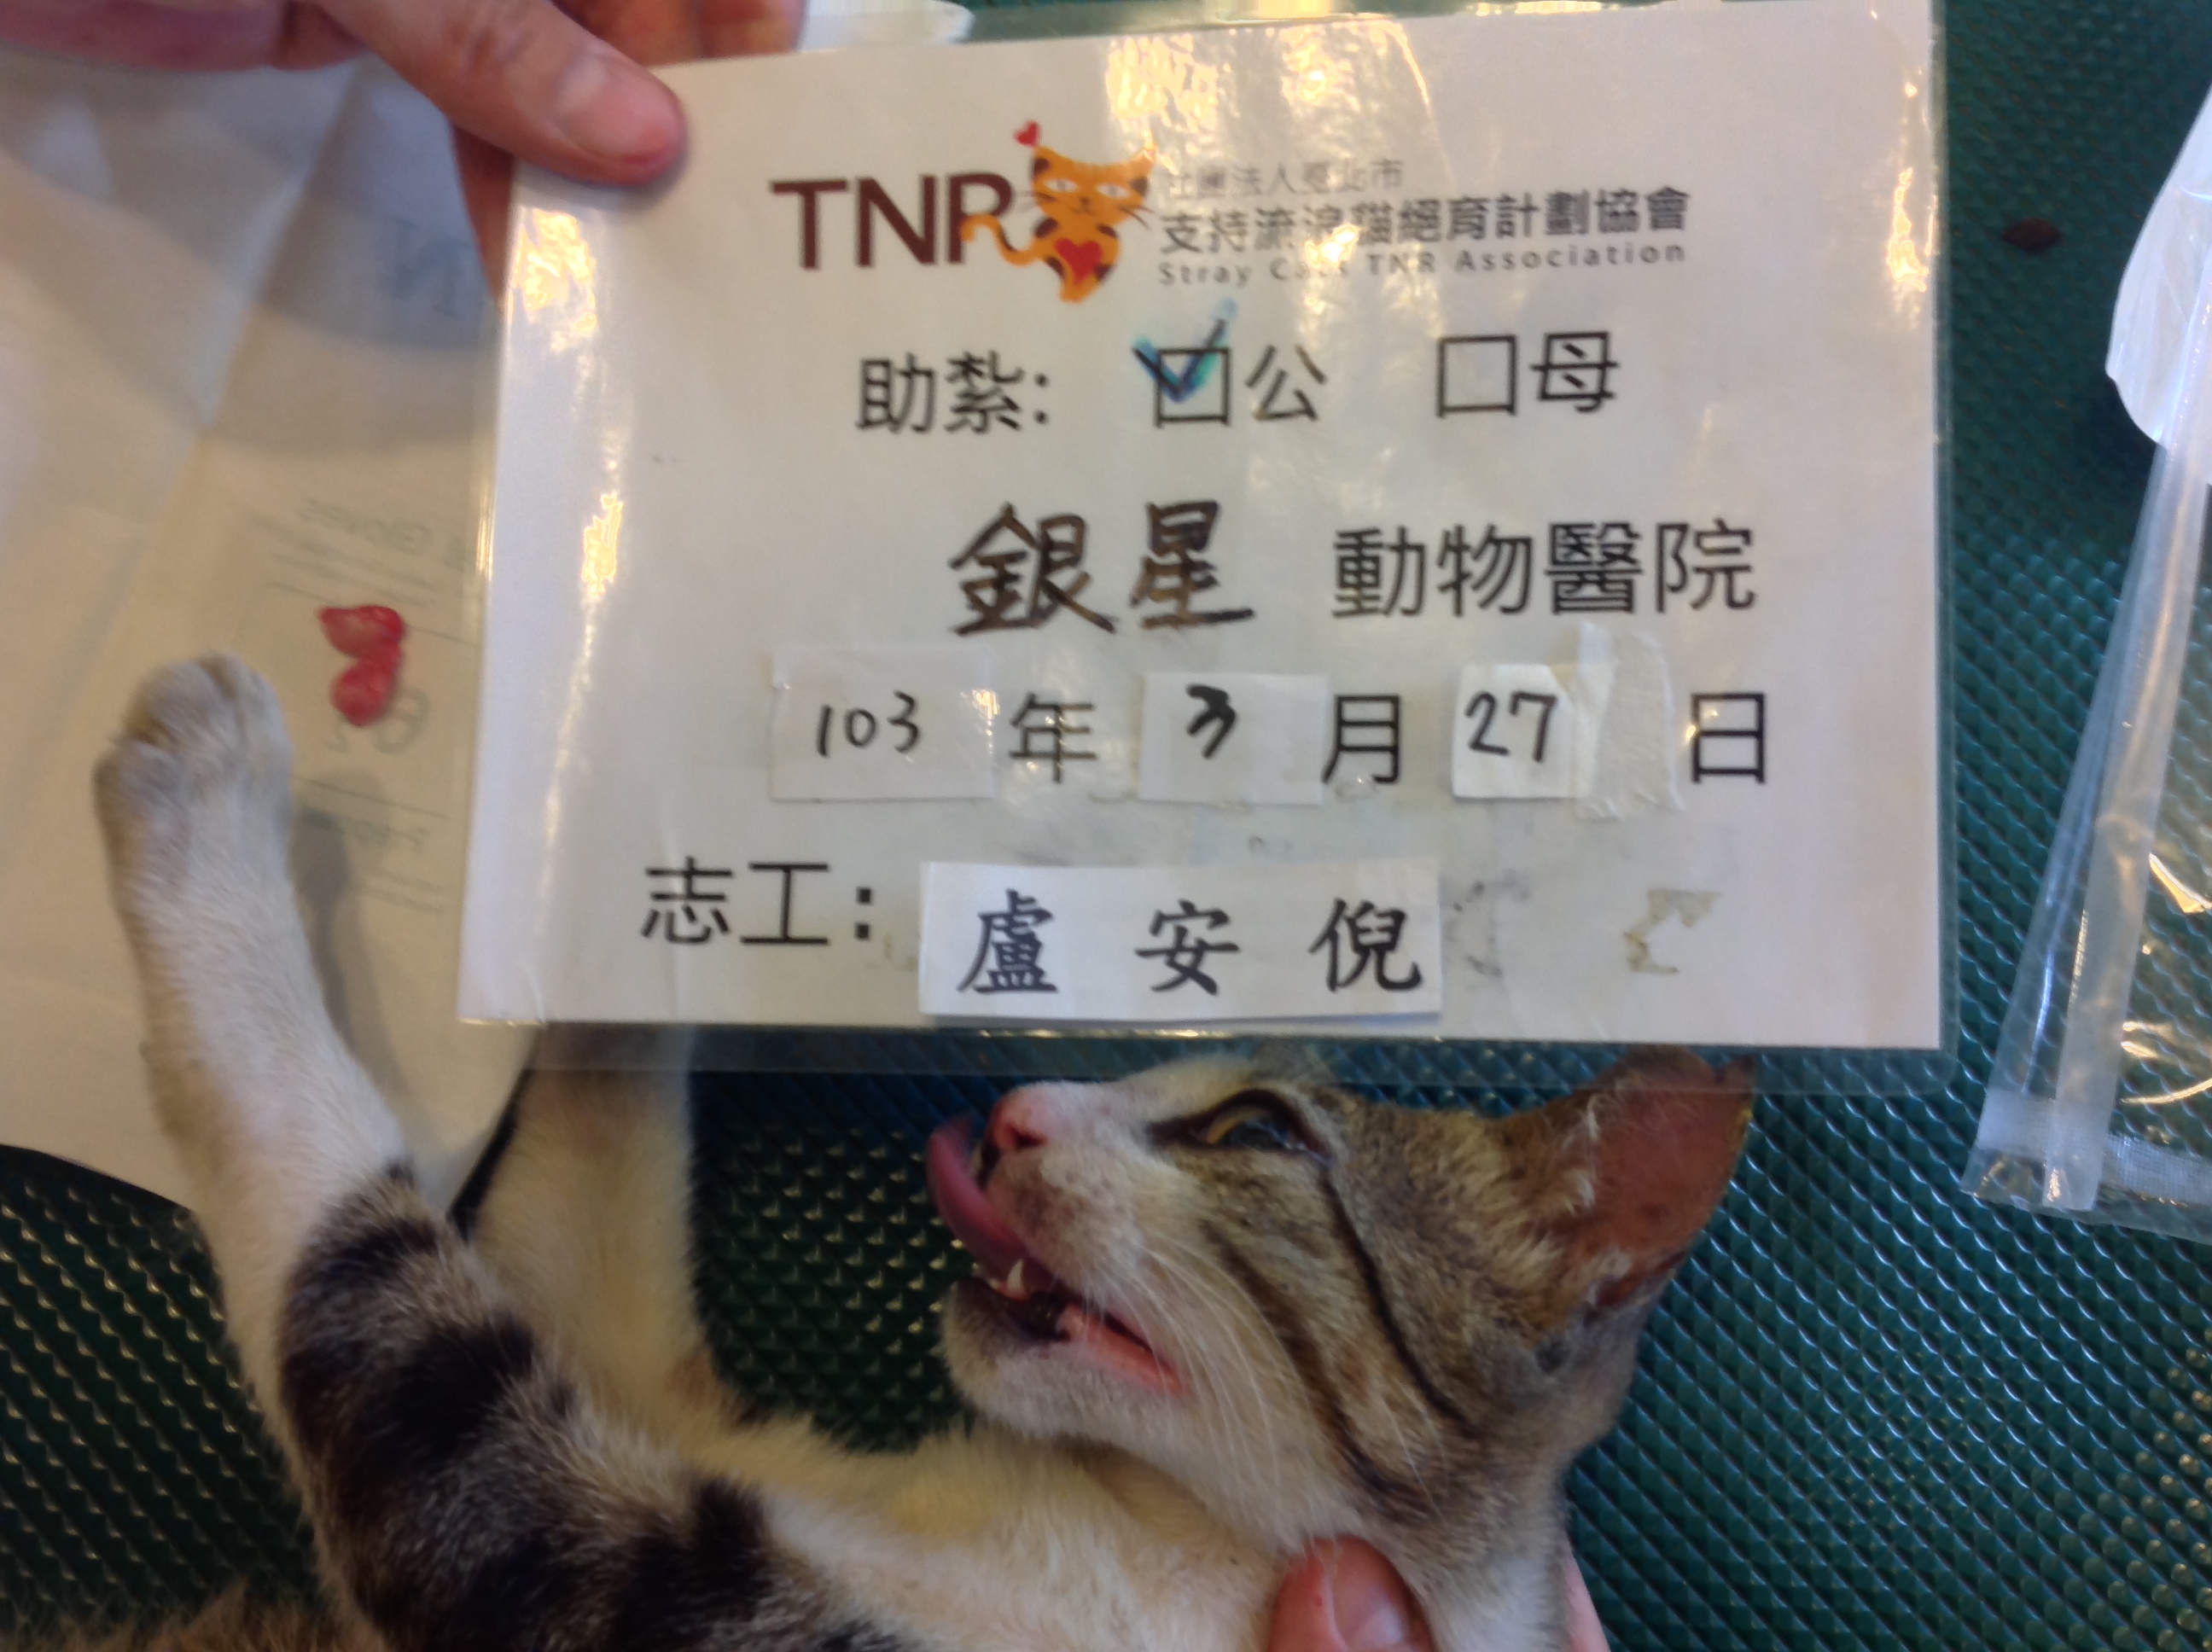 TNR
社團法人臺北市
支持流浪貓絕育計劃協會
Stray Cats TNR Association
助紮: ☑公 □母
銀星 動物醫院
103 年 3 月 27 日
志工: 盧安倪
Gloves